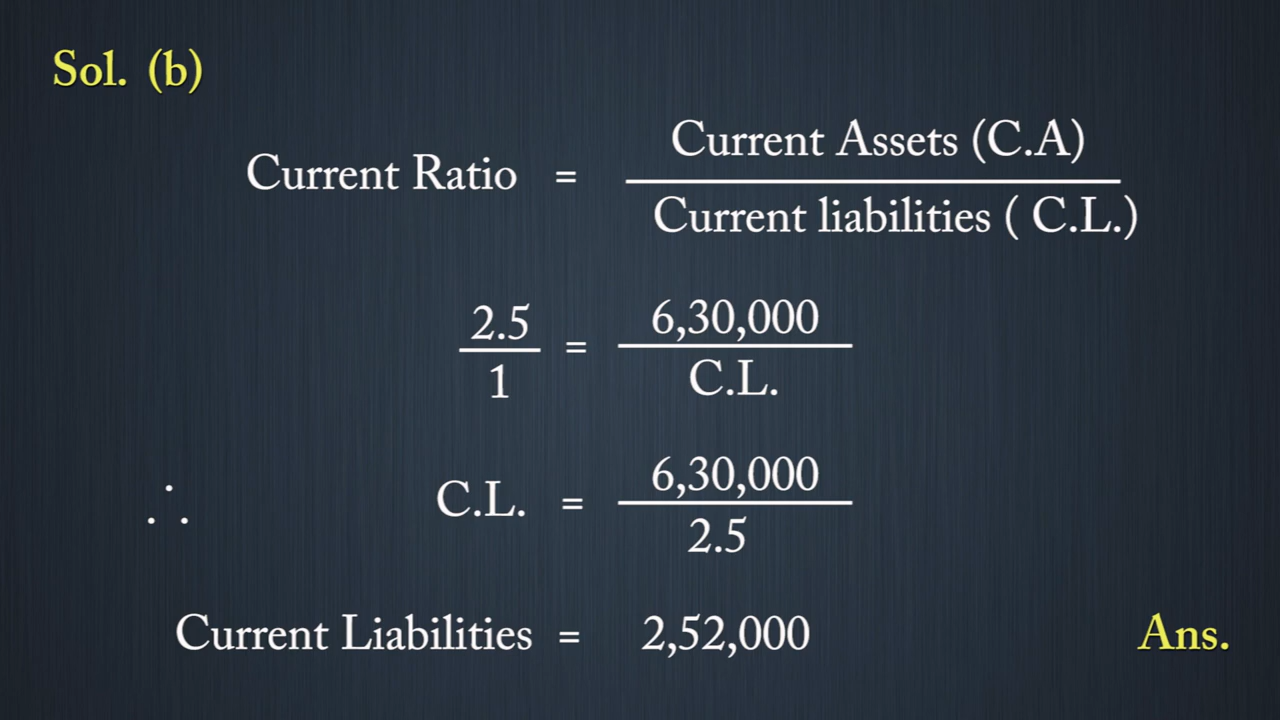 Sol. (b)
Current Ratio = Current Assets (C.A)
Current liabilities ( C.L.)
2.5
1
=
6,30,000
C.L.
∴ C.L. =
6,30,000
2.5
Current Liabilities = 2,52,000 Ans.